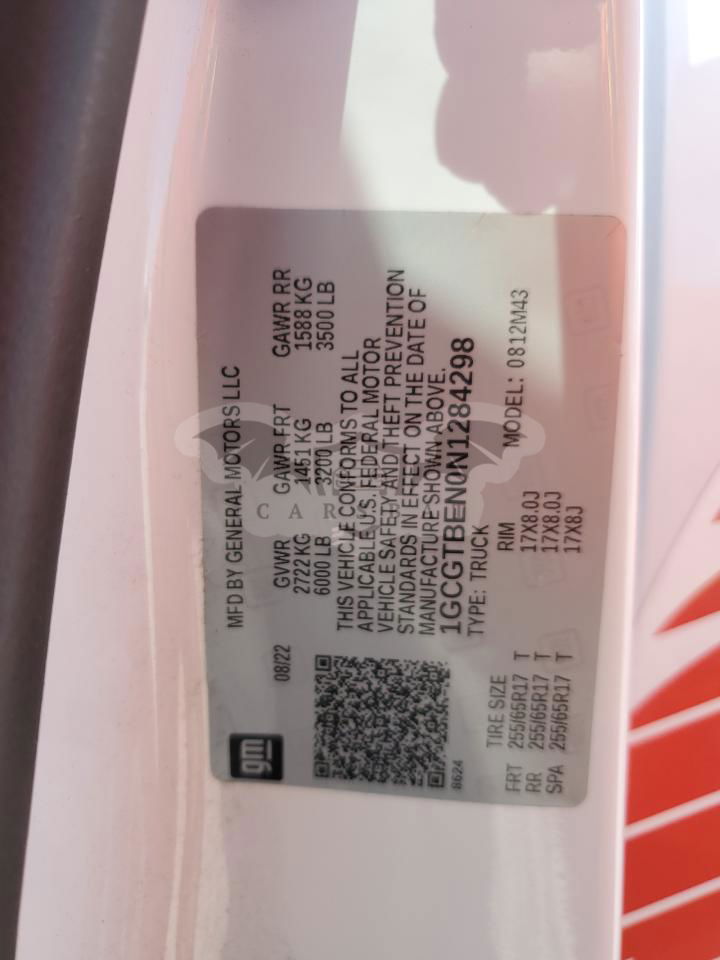 gm
MFD BY GENERAL MOTORS LLC
08/22
GVWR GAWR FRT GAWR RR
2722 KG 1451 KG 1588 KG
6000 LB 3200 LB 3500 LB
THIS VEHICLE CONFORMS TO ALL
APPLICABLE U.S. FEDERAL MOTOR
VEHICLE SAFETY AND THEFT PREVENTION
STANDARDS IN EFFECT ON THE DATE OF
MANUFACTURE SHOWN ABOVE.
1GCGTBEN0N1284298
8624
TYPE: TRUCK
TIRE SIZE RIM MODEL: 0812M43
FRT 255/65R17 T 17X8.0J
RR 255/65R17 T 17X8.0J
SPA 255/65R17 T 17X8J